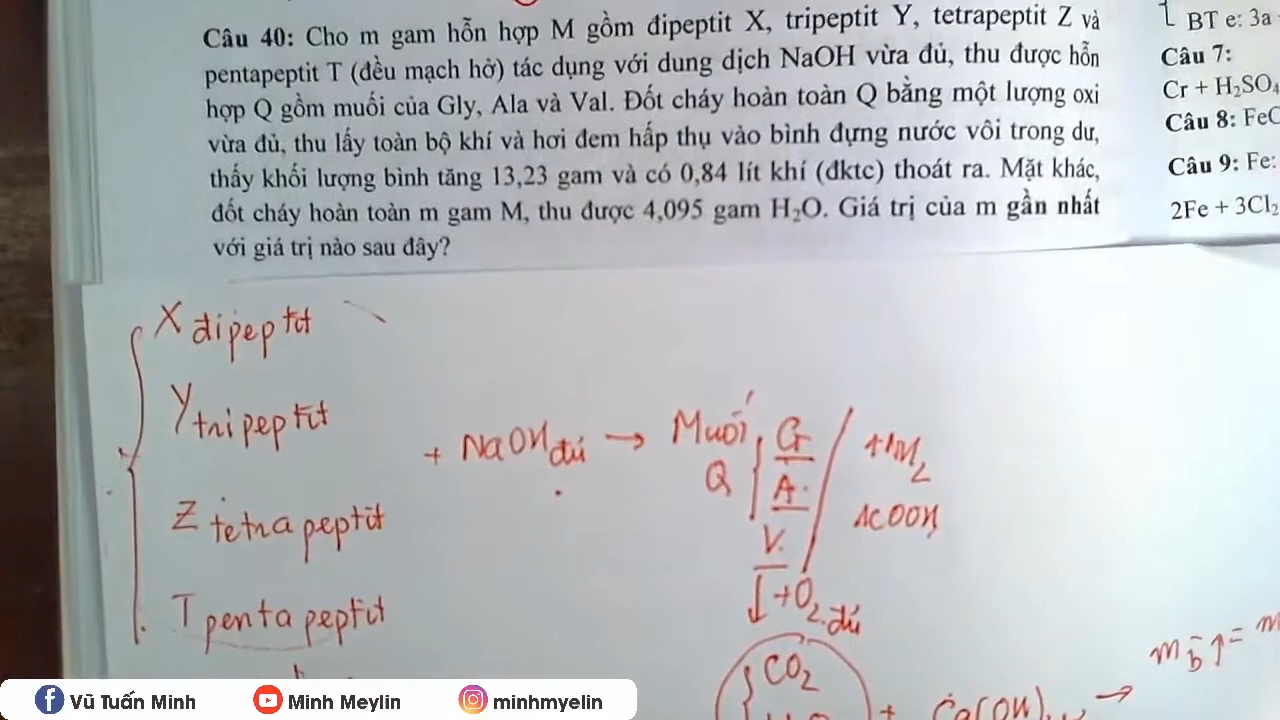 Câu 40: Cho m gam hỗn hợp M gồm đipeptit X, tripeptit Y, tetrapeptit Z và
pentapeptit T (đều mạch hở) tác dụng với dung dịch NaOH vừa đủ, thu được hỗn
hợp Q gồm muối của Gly, Ala và Val. Đốt cháy hoàn toàn Q bằng một lượng oxi
vừa đủ, thu lấy toàn bộ khí và hơi đem hấp thụ vào bình đựng nước vôi trong dư,
thấy khối lượng bình tăng 13,23 gam và có 0,84 lít khí (đktc) thoát ra. Mặt khác,
đốt cháy hoàn toàn m gam M, thu được 4,095 gam H₂O. Giá trị của m gần nhất
với giá trị nào sau đây?
BT e: 3a
Câu 7:
Cr + H₂SO₄
Câu 8:
Câu 9: Fe:
2Fe + 3Cl₂
X đipeptit
Y tripeptit
Z tetrapeptit
T pentapeptit
+ NaOH đủ → Muối
Q
G
A
V
1NH₂
1COOH
↓ +O₂ đủ
CO₂
+ Ca(OH) →
m b ↑ = m
Vũ Tuấn Minh
Minh Meylin
minhmyelin